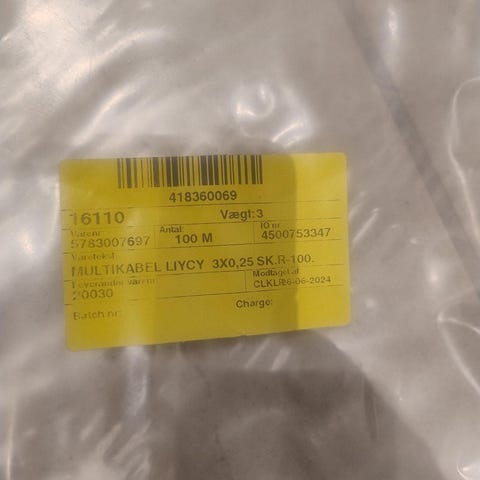 418360069
16110 Vægt:3
Varenr Antal: IO nr.
5783007697 100 M 4500753347
Varetekst
MULTIKABEL LIYCY 3X0,25 SK.R-100.
Leverandør varenr Modtaget af
20030 CLKLR 26-06-2024
Batch nr: Charge: